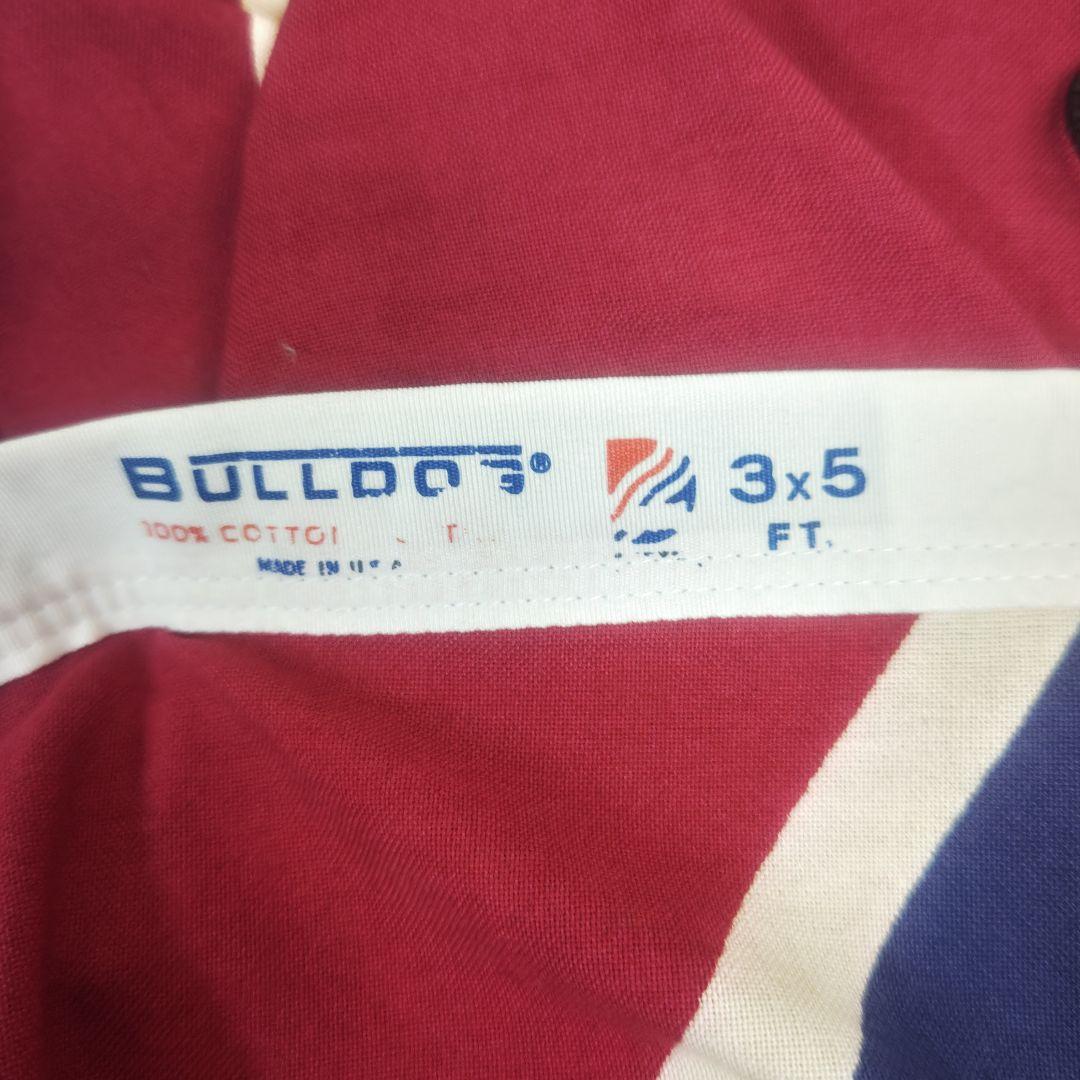 BULLDOG®
100% COTTON
MADE IN U.S.A.
3x5
FT.